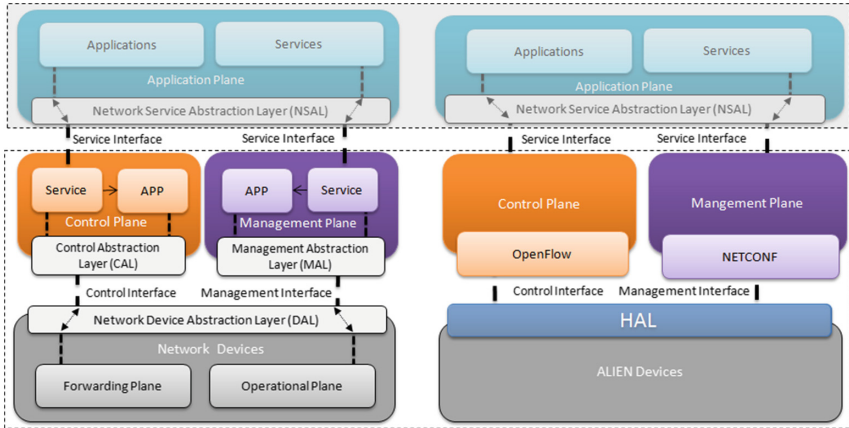 Applications
Services
Application Plane
Network Service Abstraction Layer (NSAL)
Service Interface
Service Interface
Service
APP
Control Plane
APP
Service
Management Plane
Control Abstraction
Layer (CAL)
Management Abstraction
Layer (MAL)
Control Interface
Management Interface
Network Device Abstraction Layer (DAL)
Network Devices
Forwarding Plane
Operational Plane
Applications
Services
Application Plane
Network Service Abstraction Layer (NSAL)
Service Interface
Service Interface
Control Plane
Mangement Plane
OpenFlow
NETCONF
Control Interface
Management Interface
HAL
ALIEN Devices